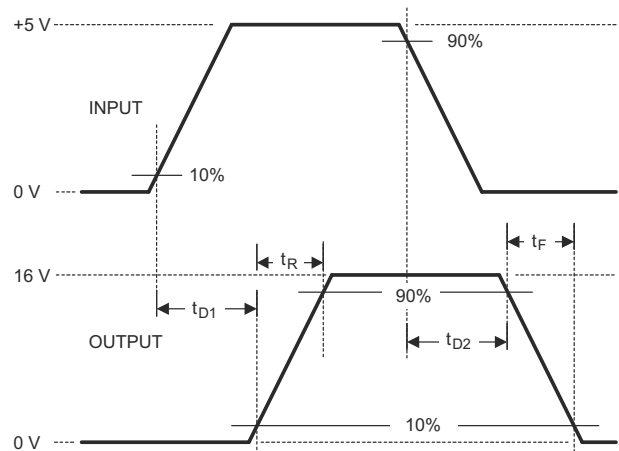 +5 V
90%
INPUT
10%
0 V
tR
tF
16 V
90%
tD1
tD2
OUTPUT
10%
0 V